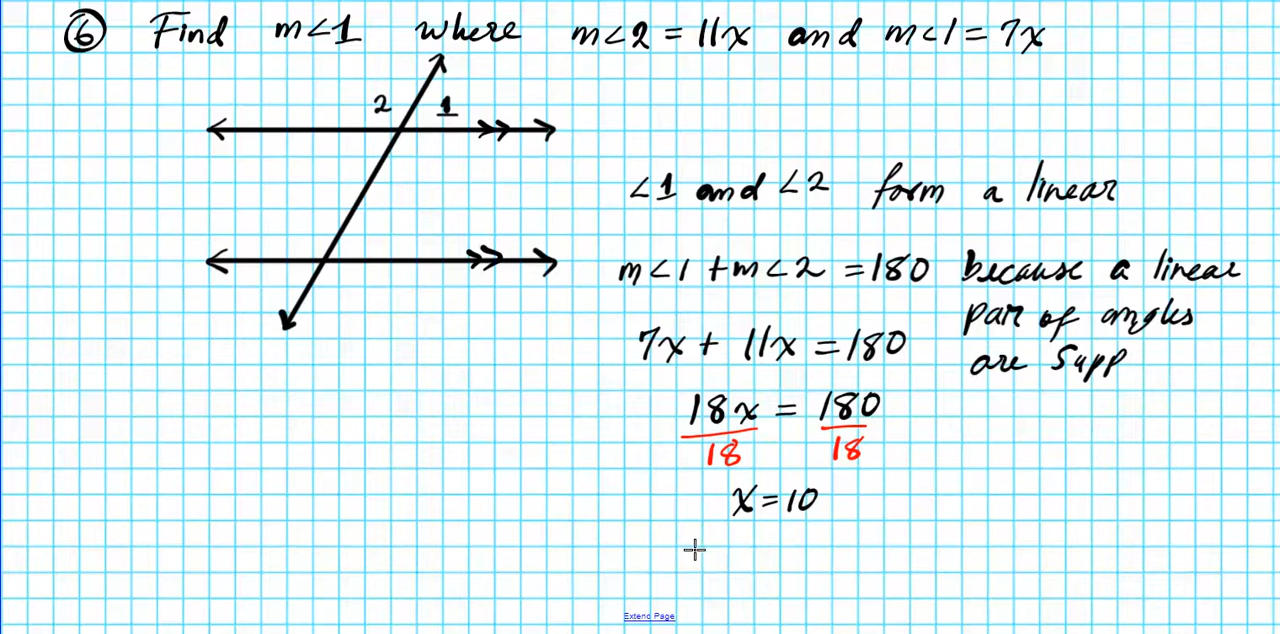 ⑥ Find m<1 where m<2 = 11x and m<1 = 7x
2 1
<1 and <2 form a linear
m<1 + m<2 = 180 because a linear
pair of angles
7x + 11x = 180
are Supp
18x = 180
18 18
x = 10
Extend Page